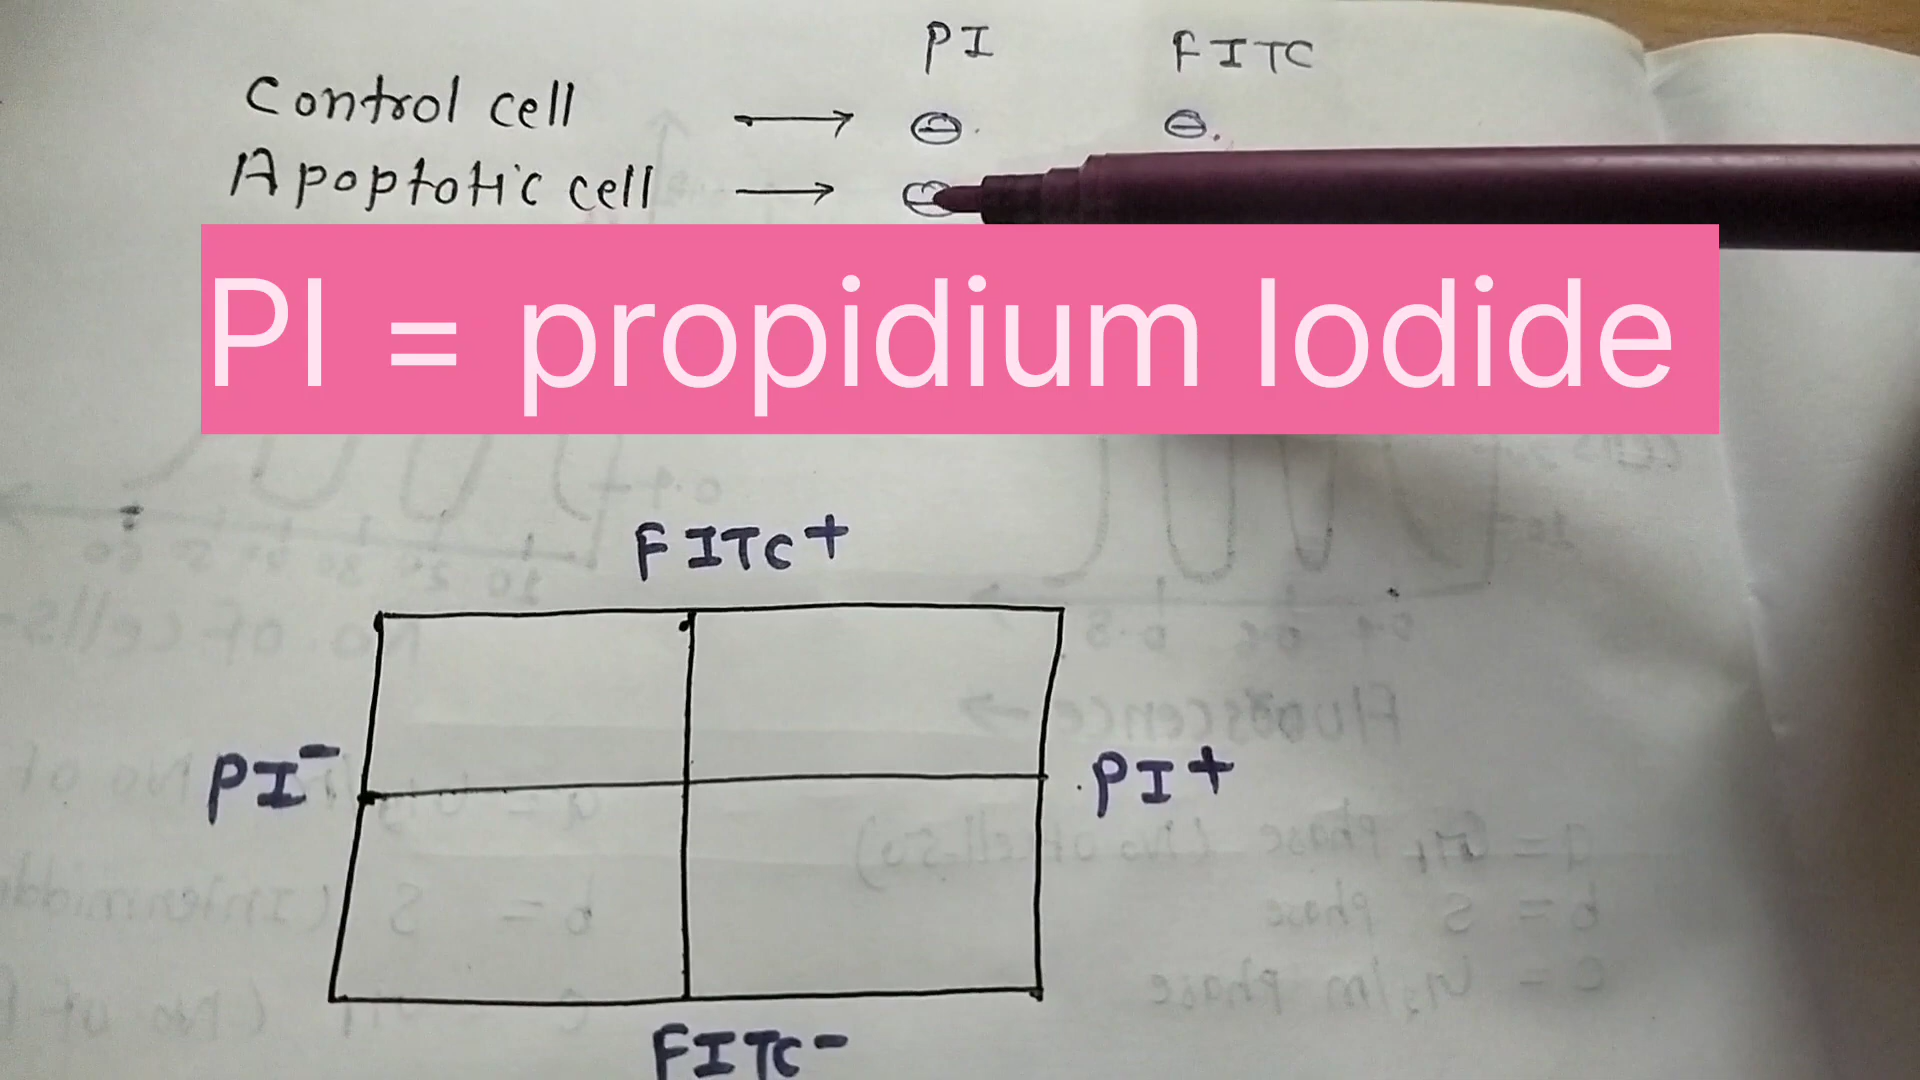 PI FITC
Control cell → ⊖ ⊖
Apoptotic cell → ⊖
PI = propidium Iodide
FITC+
PI- PI+
FITC-